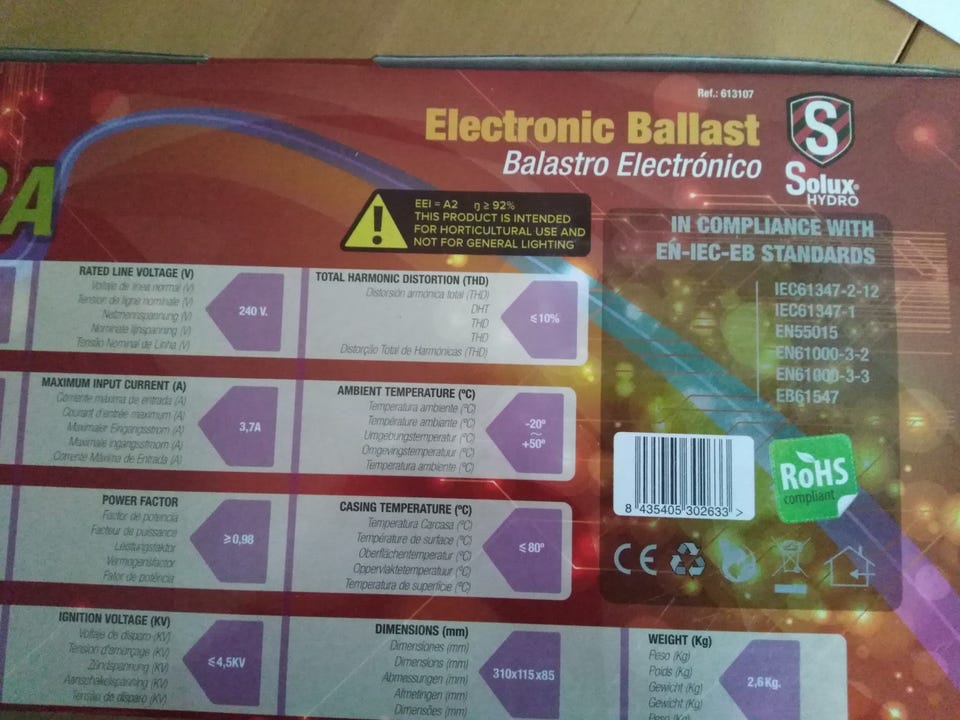 Ref.: 613107
Electronic Ballast
Balastro Electrónico
S
Solux®
HYDRO
RA
EEI = A2 η ≥ 92%
THIS PRODUCT IS INTENDED
FOR HORTICULTURAL USE AND
NOT FOR GENERAL LIGHTING
IN COMPLIANCE WITH
EN-IEC-EB STANDARDS
IEC61347-2-12
IEC61347-1
EN55015
EN61000-3-2
EN61000-3-3
EB61547
RATED LINE VOLTAGE (V)
Voltaje de línea normal (V)
Tension de ligne nominale (V)
Netznennspannung (V)
Nominale lijnspanning (V)
Tensão Nominal de Linha (V)
240 V.
TOTAL HARMONIC DISTORTION (THD)
Distorsión armónica total (THD)
DHT
THD
THD
Distorção Total de Harmónicas (THD)
≤10%
MAXIMUM INPUT CURRENT (A)
Corriente máxima de entrada (A)
Courant d'entrée maximum (A)
Maximaler Eingangsstrom (A)
Maximale ingangsstroom (A)
Corrente Máxima de Entrada (A)
3,7A
AMBIENT TEMPERATURE (ºC)
Temperatura ambiente (ºC)
Température ambiante (ºC)
Umgebungstemperatur (ºC)
Omgevingstemperatuur (ºC)
Temperatura ambiente (ºC)
-20º
~
+50º
POWER FACTOR
Factor de potencia
Facteur de puissance
Leistungsfaktor
Vermogensfactor
Fator de potência
≥0,98
CASING TEMPERATURE (ºC)
Temperatura Carcasa (ºC)
Température de surface (ºC)
Oberflächentemperatur (ºC)
Oppervlaktetemperatuur (ºC)
Temperatura de superfície (ºC)
≤ 80º
8 435405 302633 >
RoHS
compliant
CE
IGNITION VOLTAGE (KV)
Voltaje de disparo (KV)
Tension d'amorçage (KV)
Zündspannung (KV)
Aanschakelspanning (KV)
Tensão de disparo (KV)
≤4,5KV
DIMENSIONS (mm)
Dimensiones (mm)
Dimensions (mm)
Abmessungen (mm)
Afmetingen (mm)
Dimensões (mm)
310x115x85
WEIGHT (Kg)
Peso (Kg)
Poids (Kg)
Gewicht (Kg)
Gewicht (Kg)
Peso (Kg)
2,6Kg.